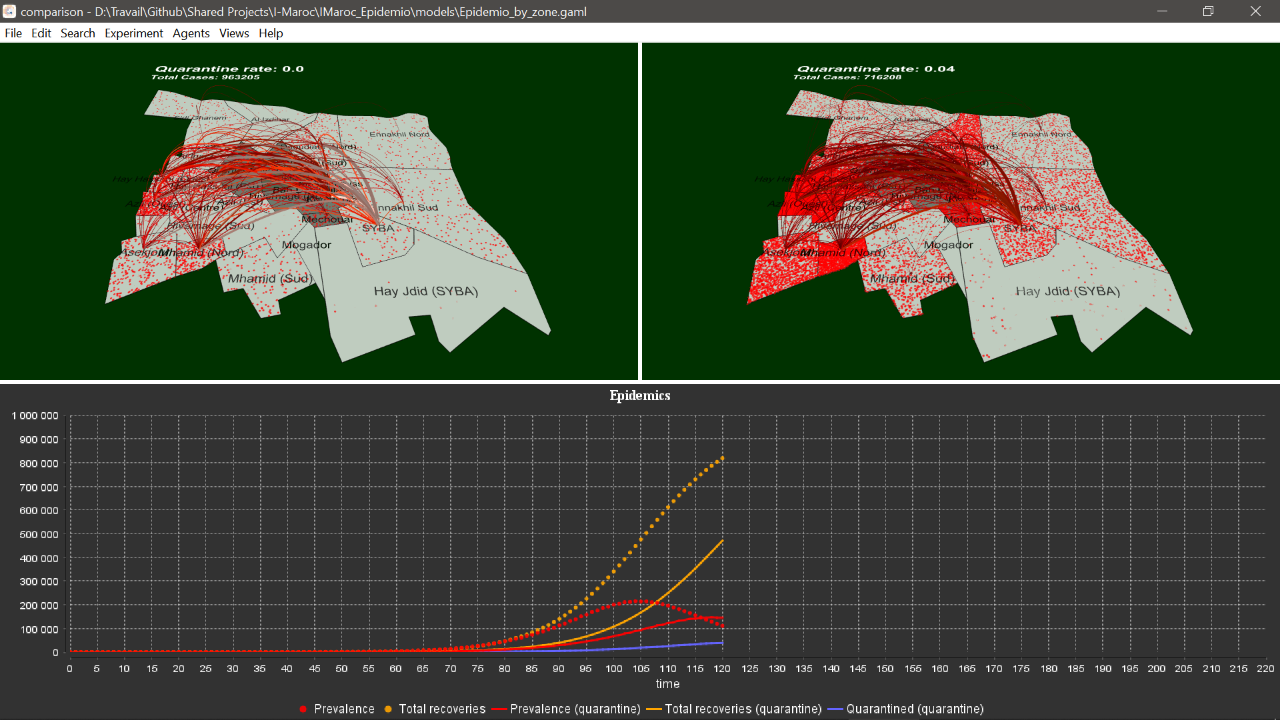 comparison - D:\Travail\Github\Shared Projects\I-Maroc\IMaroc_Epidemio\models\Epidemio_by_zone.gaml
File Edit Search Experiment Agents Views Help
Quarantine rate: 0.0
Total Cases: 963205
Ennakhil Nord
nnakhil Sud
SYBA
Mechouar
Mogador
Mhamid (Nord)
Mhamid (Sud)
Hay Jdid (SYBA)
Quarantine rate: 0.04
Total Cases: 716208
Ennakhil Nord
nnakhil Sud
SYBA
Mechouar
Mogador
Mhamid (Nord)
Mhamid (Sud)
Hay Jdid (SYBA)
Epidemics
1 000 000
900 000
800 000
700 000
600 000
500 000
400 000
300 000
200 000
100 000
0
0 5 10 15 20 25 30 35 40 45 50 55 60 65 70 75 80 85 90 95 100 105 110 115 120 125 130 135 140 145 150 155 160 165 170 175 180 185 190 195 200 205 210 215 220
time
Prevalence Total recoveries Prevalence (quarantine) Total recoveries (quarantine) Quarantined (quarantine)